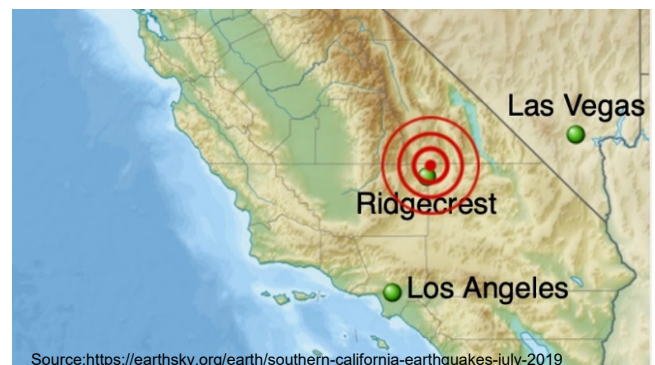 Las Vegas
Ridgecrest
Los Angeles
Source:https://earthsky.org/earth/southern-california-earthquakes-july-2019